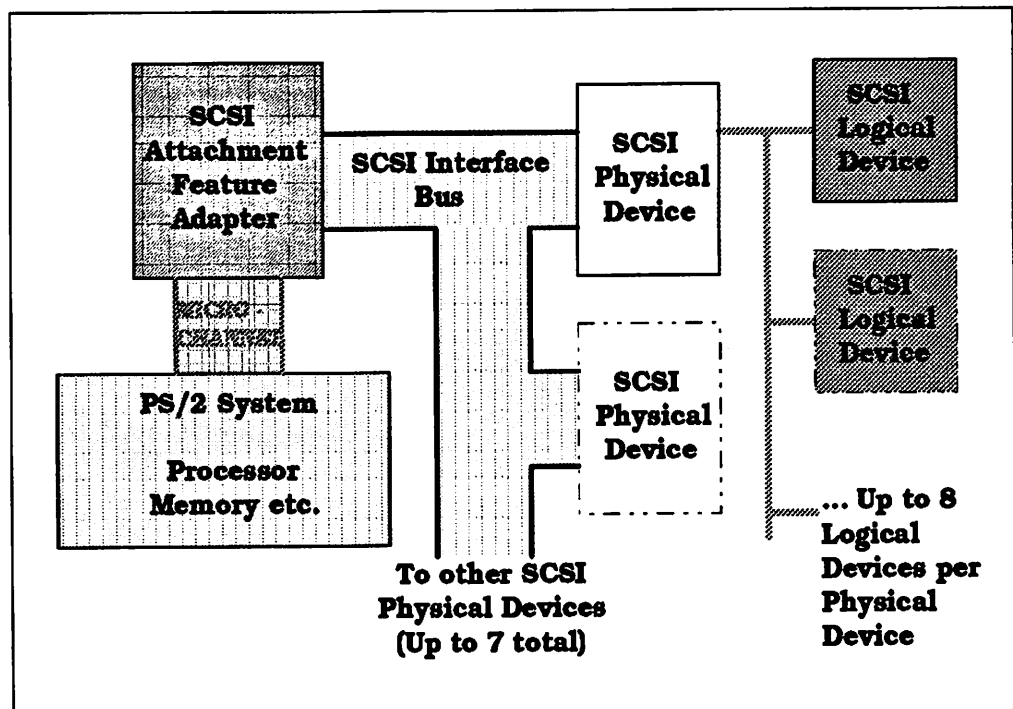 SCSI
Attachment
Feature
Adapter
SCSI Interface
Bus
SCSI
Physical
Device
SCSI
Logical
Device
MICRO
CHANNEL
SCSI
Logical
Device
PS/2 System
Processor
Memory etc.
SCSI
Physical
Device
To other SCSI
Physical Devices
(Up to 7 total)
... Up to 8
Logical
Devices per
Physical
Device